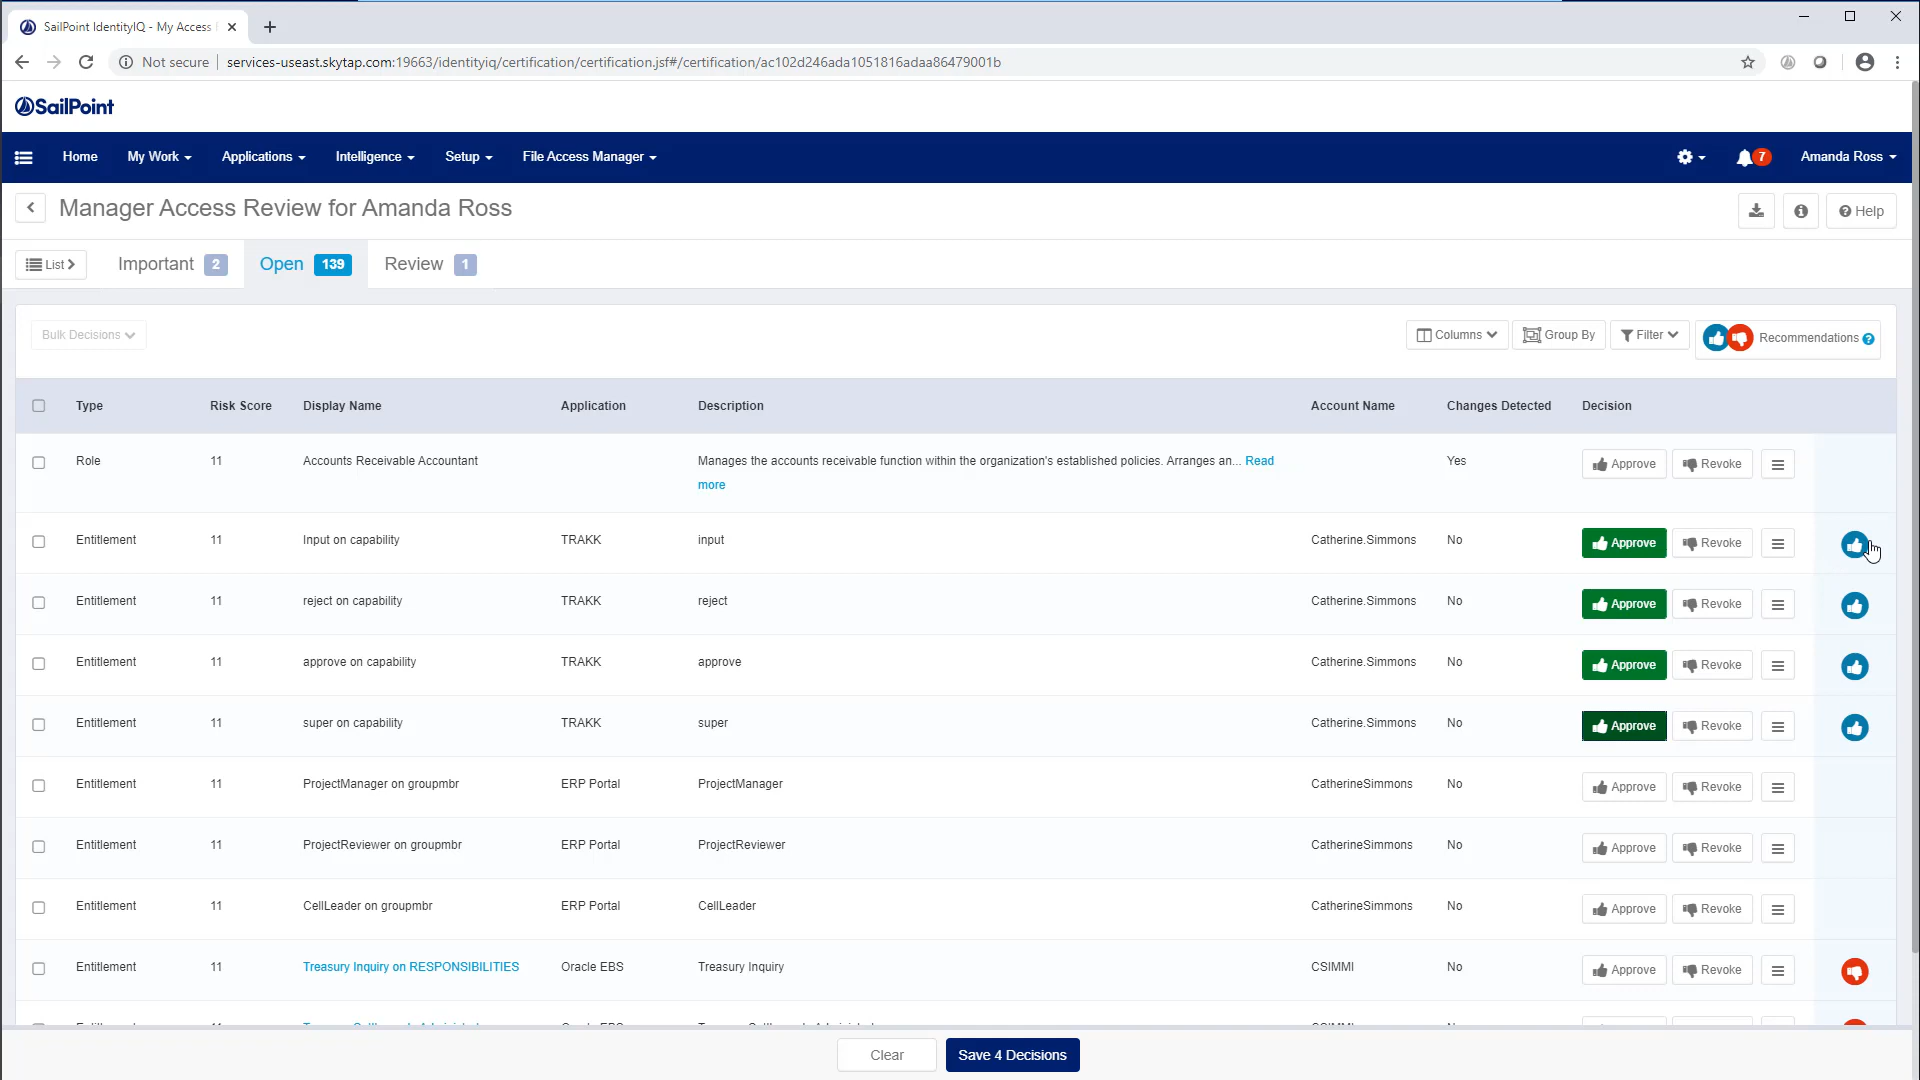 SailPoint IdentityIQ - My Access
Not secure services-useast.skytap.com:19663/identityiq/certification/certification.jsf#/certification/ac102d246ada1051816adaa86479001b
SailPoint
Home My Work Applications Intelligence Setup File Access Manager 7 Amanda Ross
Manager Access Review for Amanda Ross Help
List Important 2 Open 139 Review 1
Bulk Decisions Columns Group By Filter Recommendations
Type Risk Score Display Name Application Description Account Name Changes Detected Decision
Role 11 Accounts Receivable Accountant Manages the accounts receivable function within the organization's established policies. Arranges an... Read Yes Approve Revoke
more
Entitlement 11 Input on capability TRAKK input Catherine.Simmons No Approve Revoke
Entitlement 11 reject on capability TRAKK reject Catherine.Simmons No Approve Revoke
Entitlement 11 approve on capability TRAKK approve Catherine.Simmons No Approve Revoke
Entitlement 11 super on capability TRAKK super Catherine.Simmons No Approve Revoke
Entitlement 11 ProjectManager on groupmbr ERP Portal ProjectManager CatherineSimmons No Approve Revoke
Entitlement 11 ProjectReviewer on groupmbr ERP Portal ProjectReviewer CatherineSimmons No Approve Revoke
Entitlement 11 CellLeader on groupmbr ERP Portal CellLeader CatherineSimmons No Approve Revoke
Entitlement 11 Treasury Inquiry on RESPONSIBILITIES Oracle EBS Treasury Inquiry CSIMMI No Approve Revoke
Clear Save 4 Decisions